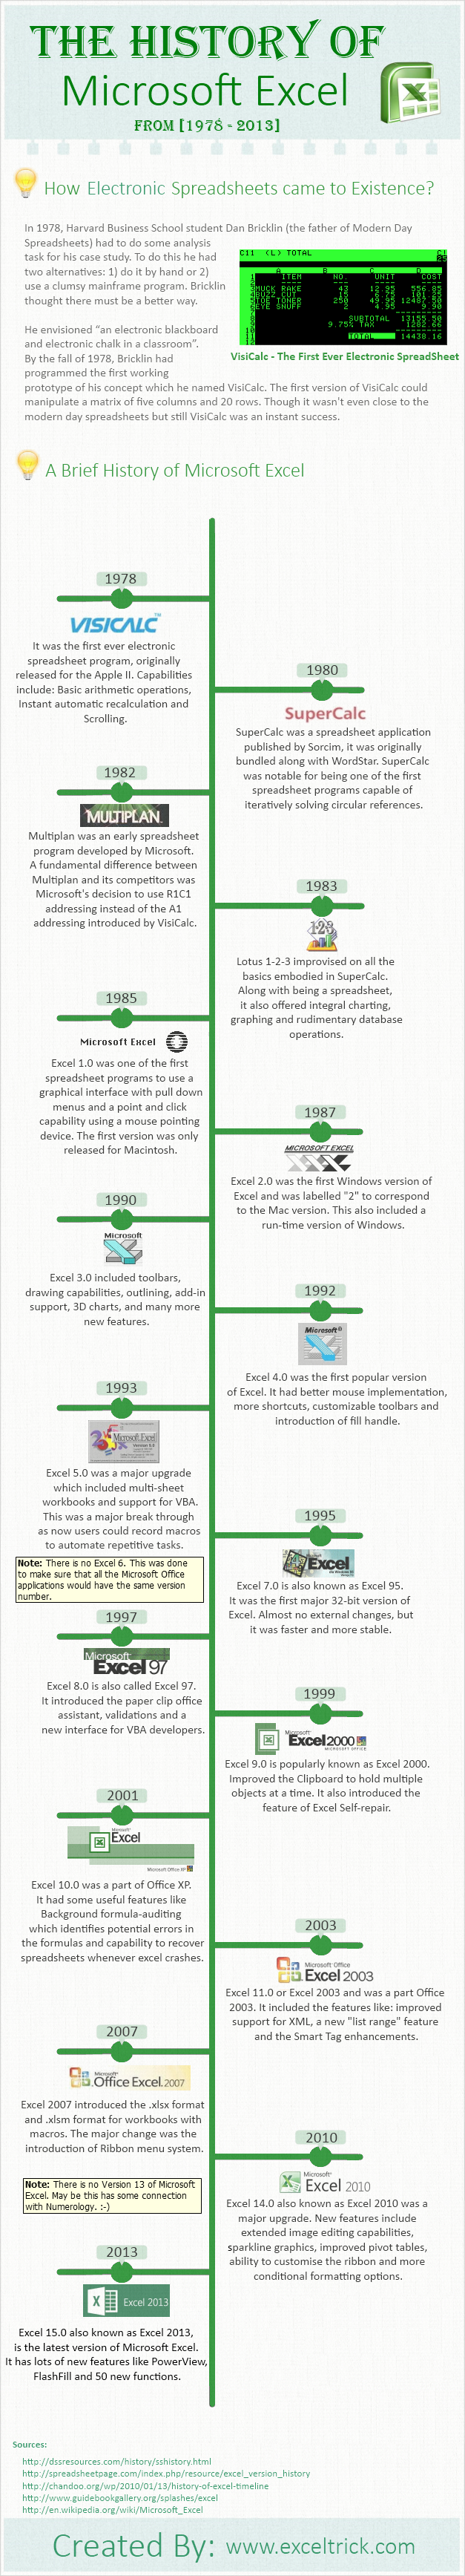 THE HISTORY OF
Microsoft Excel
FROM [1978 - 2013]
How Electronic Spreadsheets came to Existence?
In 1978, Harvard Business School student Dan Bricklin (the father of Modern Day
Spreadsheets) had to do some analysis
task for his case study. To do this he had
two alternatives: 1) do it by hand or 2)
use a clumsy mainframe program. Bricklin
thought there must be a better way.
He envisioned “an electronic blackboard
and electronic chalk in a classroom”.
By the fall of 1978, Bricklin had
programmed the first working
prototype of his concept which he named VisiCalc. The first version of VisiCalc could
manipulate a matrix of five columns and 20 rows. Though it wasn't even close to the
modern day spreadsheets but still VisiCalc was an instant success.
C11 (L) TOTAL
A B C D
ITEM NO. UNIT COST
MUCK RAKE 43 12.95 556.85
SUBTOTAL 13155.50
9.75% TAX 1282.66
TOTAL 14438.16
VisiCalc - The First Ever Electronic SpreadSheet
A Brief History of Microsoft Excel
1978
VISICALC™
It was the first ever electronic
spreadsheet program, originally
released for the Apple II. Capabilities
include: Basic arithmetic operations,
Instant automatic recalculation and
Scrolling.
1980
SuperCalc
SuperCalc was a spreadsheet application
published by Sorcim, it was originally
bundled along with WordStar. SuperCalc
was notable for being one of the first
spreadsheet programs capable of
iteratively solving circular references.
1982
MULTIPLAN
Multiplan was an early spreadsheet
program developed by Microsoft.
A fundamental difference between
Multiplan and its competitors was
Microsoft's decision to use R1C1
addressing instead of the A1
addressing introduced by VisiCalc.
1983
123
Lotus 1-2-3 improvised on all the
basics embodied in SuperCalc.
Along with being a spreadsheet,
it also offered integral charting,
graphing and rudimentary database
operations.
1985
Microsoft Excel
Excel 1.0 was one of the first
spreadsheet programs to use a
graphical interface with pull down
menus and a point and click
capability using a mouse pointing
device. The first version was only
released for Macintosh.
1987
MICROSOFT EXCEL
Excel 2.0 was the first Windows version of
Excel and was labelled "2" to correspond
to the Mac version. This also included a
run-time version of Windows.
1990
Microsoft
Excel 3.0 included toolbars,
drawing capabilities, outlining, add-in
support, 3D charts, and many more
new features.
1992
Microsoft®
Excel 4.0 was the first popular version
of Excel. It had better mouse implementation,
more shortcuts, customizable toolbars and
introduction of fill handle.
1993
Microsoft Excel
Version 5.0
Excel 5.0 was a major upgrade
which included multi-sheet
workbooks and support for VBA.
This was a major break through
as now users could record macros
to automate repetitive tasks.
Note: There is no Excel 6. This was done
to make sure that all the Microsoft Office
applications would have the same version
number.
1995
Excel
Excel 7.0 is also known as Excel 95.
It was the first major 32-bit version of
Excel. Almost no external changes, but
it was faster and more stable.
1997
Microsoft
Excel 97
Excel 8.0 is also called Excel 97.
It introduced the paper clip office
assistant, validations and a
new interface for VBA developers.
1999
Microsoft
Excel2000
MICROSOFT OFFICE
Excel 9.0 is popularly known as Excel 2000.
Improved the Clipboard to hold multiple
objects at a time. It also introduced the
feature of Excel Self-repair.
2001
Microsoft
Excel
Microsoft Office XP
Excel 10.0 was a part of Office XP.
It had some useful features like
Background formula-auditing
which identifies potential errors in
the formulas and capability to recover
spreadsheets whenever excel crashes.
2003
Microsoft Office
Excel 2003
Excel 11.0 or Excel 2003 and was a part Office
2003. It included the features like: improved
support for XML, a new "list range" feature
and the Smart Tag enhancements.
2007
Microsoft
Office Excel 2007
Excel 2007 introduced the .xlsx format
and .xlsm format for workbooks with
macros. The major change was the
introduction of Ribbon menu system.
2010
Microsoft
Excel 2010
Excel 14.0 also known as Excel 2010 was a
major upgrade. New features include
extended image editing capabilities,
sparkline graphics, improved pivot tables,
ability to customise the ribbon and more
conditional formatting options.
Note: There is no Version 13 of Microsoft
Excel. May be this has some connection
with Numerology. :-)
2013
Excel 2013
Excel 15.0 also known as Excel 2013,
is the latest version of Microsoft Excel.
It has lots of new features like PowerView,
FlashFill and 50 new functions.
Sources:
http://dssresources.com/history/sshistory.html
http://spreadsheetpage.com/index.php/resource/excel_version_history
http://chandoo.org/wp/2010/01/13/history-of-excel-timeline
http://www.guidebookgallery.org/splashes/excel
http://en.wikipedia.org/wiki/Microsoft_Excel
Created By: www.exceltrick.com